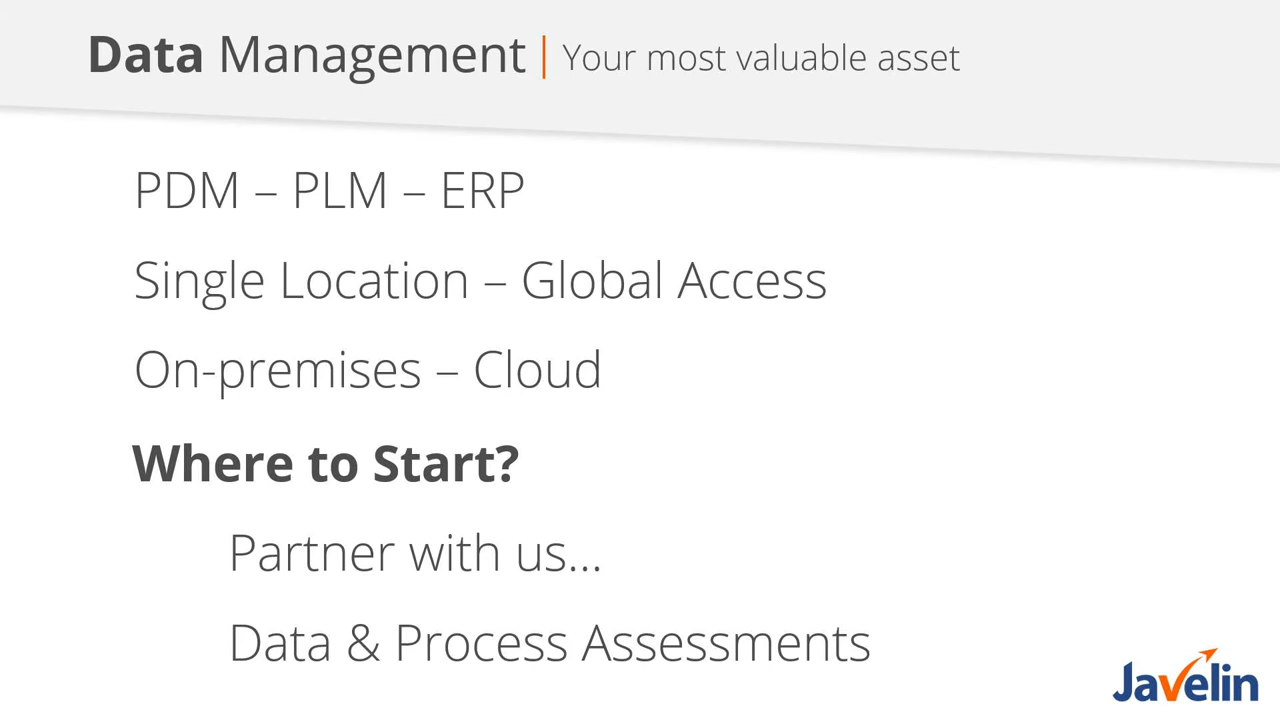 Data Management | Your most valuable asset
PDM – PLM – ERP
Single Location – Global Access
On-premises – Cloud
Where to Start?
Partner with us...
Data & Process Assessments
Javelin